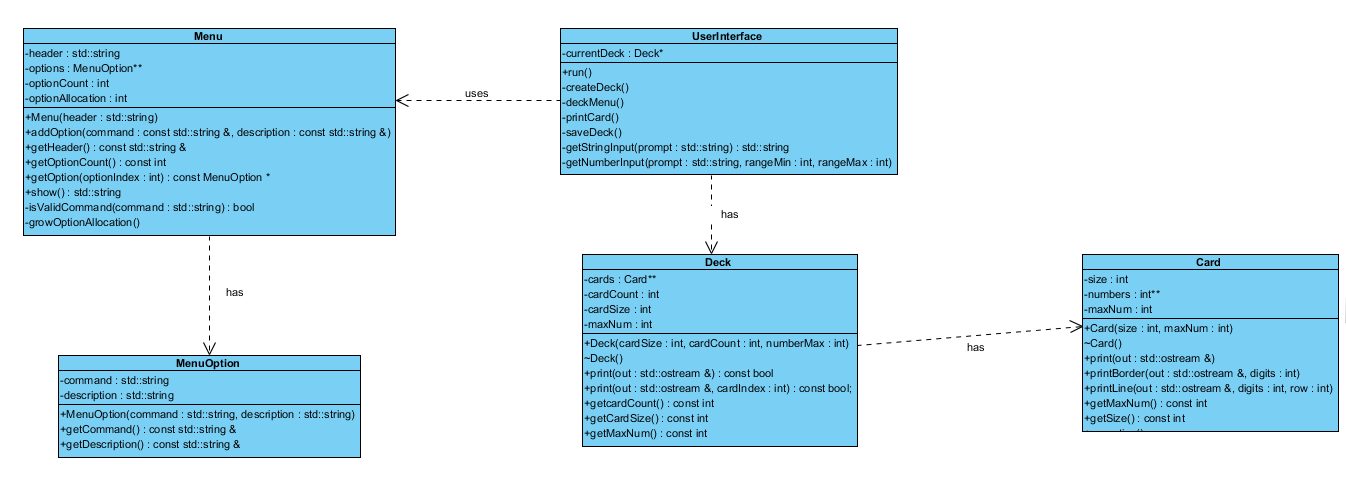 Menu
-header : std::string
-options : MenuOption**
-optionCount : int
-optionAllocation : int
+Menu(header : std::string)
+addOption(command : const std::string &, description : const std::string &)
+getHeader() : const std::string &
+getOptionCount() : const int
+getOption(optionIndex : int) : const MenuOption *
+show() : std::string
-isValidCommand(command : std::string) : bool
-growOptionAllocation()
uses
UserInterface
-currentDeck : Deck*
+run()
-createDeck()
-deckMenu()
-printCard()
-saveDeck()
-getStringInput(prompt : std::string) : std::string
-getNumberInput(prompt : std::string, rangeMin : int, rangeMax : int)
has
has
MenuOption
-command : std::string
-description : std::string
+MenuOption(command : std::string, description : std::string)
+getCommand() : const std::string &
+getDescription() : const std::string &
Deck
-cards : Card**
-cardCount : int
-cardSize : int
-maxNum : int
+Deck(cardSize : int, cardCount : int, numberMax : int)
~Deck()
+print(out : std::ostream &) : const bool
+print(out : std::ostream &, cardIndex : int) : const bool;
+getcardCount() : const int
+getCardSize() : const int
+getMaxNum() : const int
has
Card
-size : int
-numbers : int**
-maxNum : int
+Card(size : int, maxNum : int)
~Card()
+print(out : std::ostream &)
+printBorder(out : std::ostream &, digits : int)
+printLine(out : std::ostream &, digits : int, row : int)
+getMaxNum() : const int
+getSize() : const int